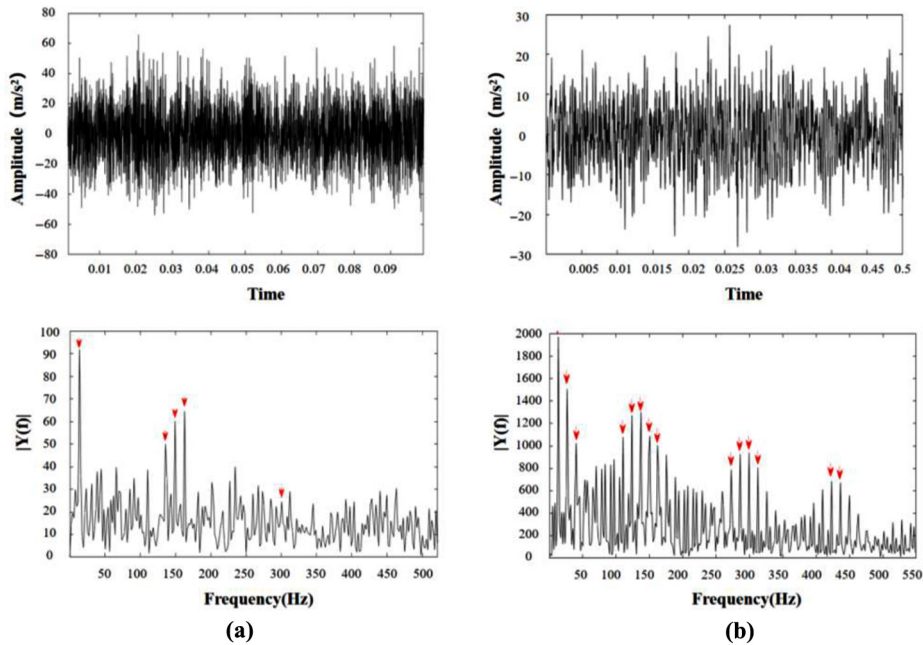 80
60
40
20
0
−20
−40
−60
−80
Amplitude (m/s²)
0.01 0.02 0.03 0.04 0.05 0.06 0.07 0.08 0.09
Time
30
20
10
0
−10
−20
−30
Amplitude (m/s²)
0.005 0.01 0.015 0.02 0.025 0.03 0.035 0.04 0.45 0.5
Time
100
90
80
70
60
50
40
30
20
10
0
|Y(f)|
50 100 150 200 250 300 350 400 450 500
Frequency(Hz)
(a)
2000
1800
1600
1400
1200
1000
800
600
400
200
0
|Y(f)|
50 100 150 200 250 300 350 400 450 500 550
Frequency(Hz)
(b)